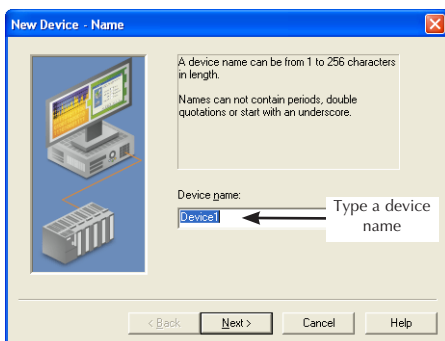 New Device - Name
A device name can be from 1 to 256 characters
in length.
Names can not contain periods, double
quotations or start with an underscore.
Device name:
Device1
Type a device
name
< Back
Next >
Cancel
Help